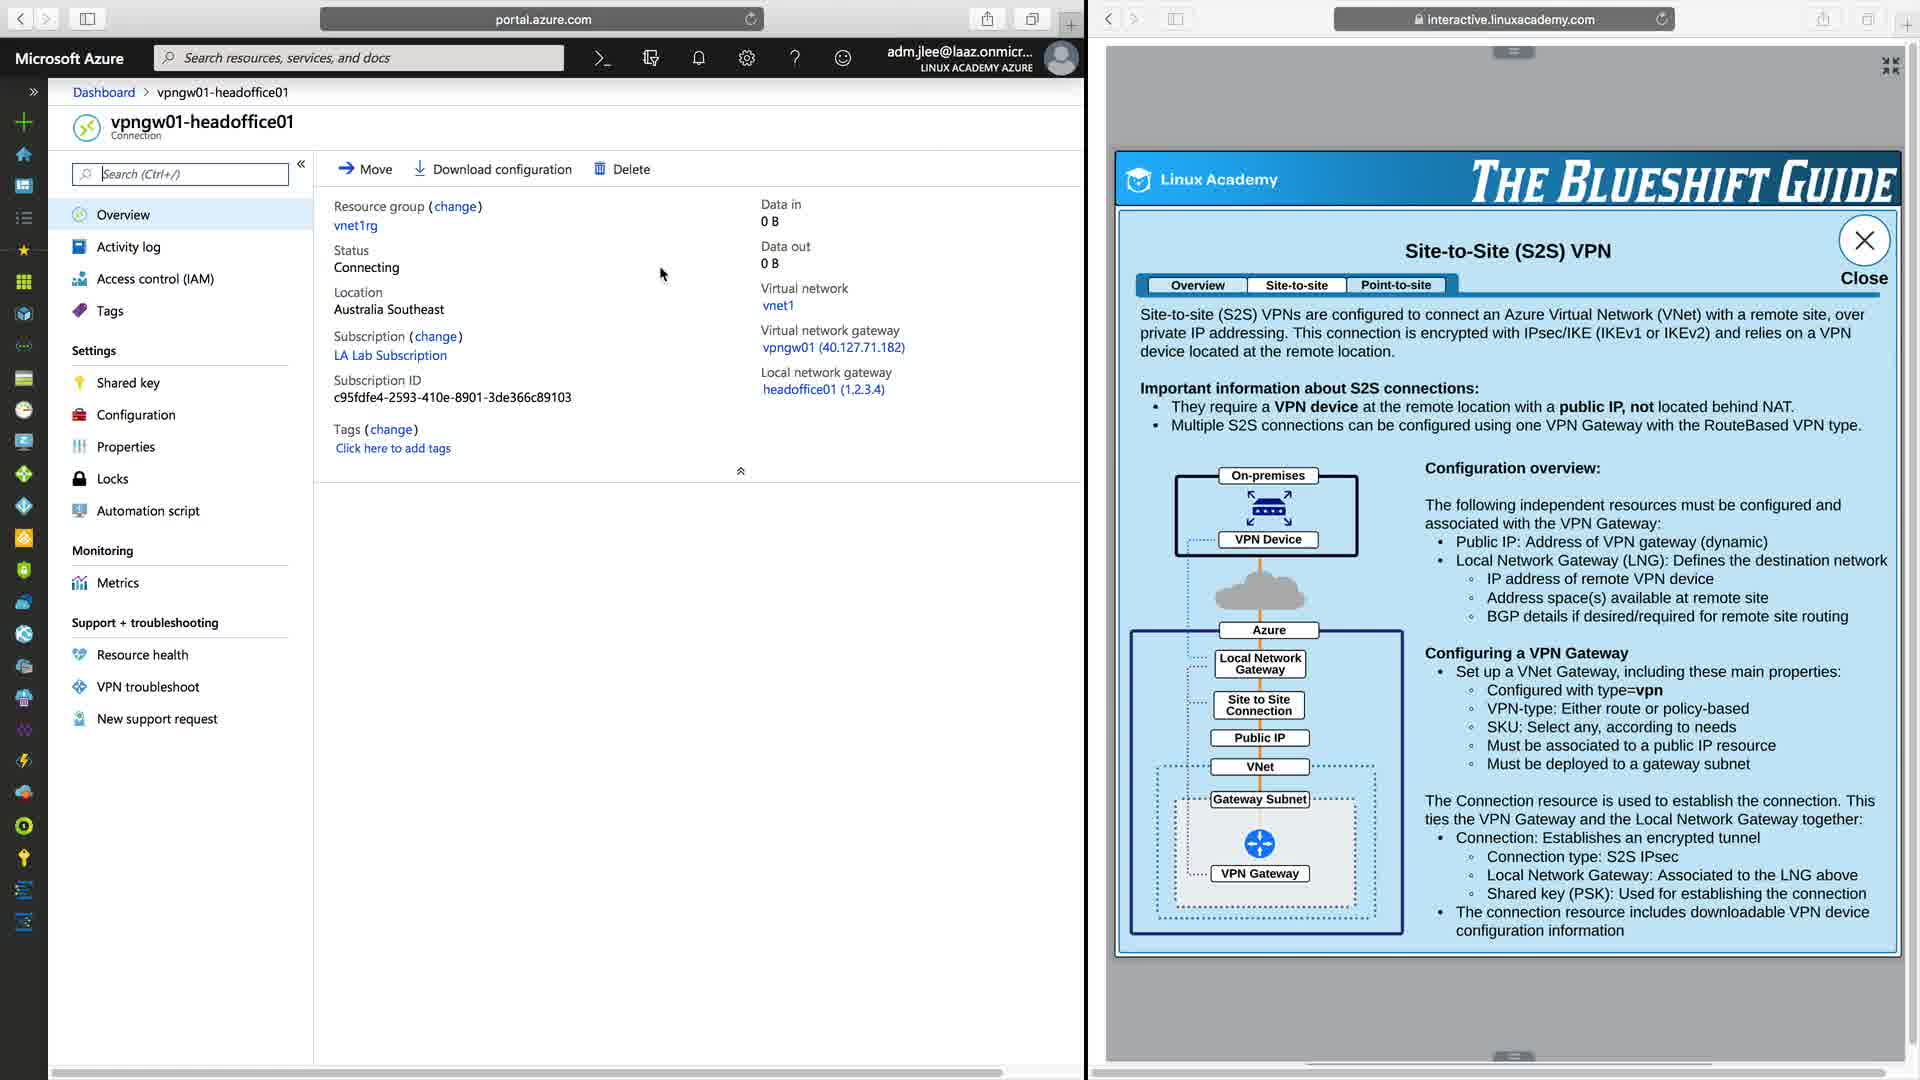 portal.azure.com
Microsoft Azure
Search resources, services, and docs
adm.jlee@laaz.onmicr...
LINUX ACADEMY AZURE
Dashboard > vpngw01-headoffice01
vpngw01-headoffice01
Connection
Search (Ctrl+/)
Overview
Activity log
Access control (IAM)
Tags
Settings
Shared key
Configuration
Properties
Locks
Automation script
Monitoring
Metrics
Support + troubleshooting
Resource health
VPN troubleshoot
New support request
Move
Download configuration
Delete
Resource group (change)
vnet1rg
Status
Connecting
Location
Australia Southeast
Subscription (change)
LA Lab Subscription
Subscription ID
c95fdfe4-2593-410e-8901-3de366c89103
Tags (change)
Click here to add tags
Data in
0 B
Data out
0 B
Virtual network
vnet1
Virtual network gateway
vpngw01 (40.127.71.182)
Local network gateway
headoffice01 (1.2.3.4)
interactive.linuxacademy.com
Linux Academy
THE BLUESHIFT GUIDE
Site-to-Site (S2S) VPN
Close
Overview
Site-to-site
Point-to-site
Site-to-site (S2S) VPNs are configured to connect an Azure Virtual Network (VNet) with a remote site, over
private IP addressing. This connection is encrypted with IPsec/IKE (IKEv1 or IKEv2) and relies on a VPN
device located at the remote location.
Important information about S2S connections:
• They require a VPN device at the remote location with a public IP, not located behind NAT.
• Multiple S2S connections can be configured using one VPN Gateway with the RouteBased VPN type.
On-premises
VPN Device
Azure
Local Network
Gateway
Site to Site
Connection
Public IP
VNet
Gateway Subnet
VPN Gateway
Configuration overview:
The following independent resources must be configured and
associated with the VPN Gateway:
• Public IP: Address of VPN gateway (dynamic)
• Local Network Gateway (LNG): Defines the destination network
◦ IP address of remote VPN device
◦ Address space(s) available at remote site
◦ BGP details if desired/required for remote site routing
Configuring a VPN Gateway
• Set up a VNet Gateway, including these main properties:
◦ Configured with type=vpn
◦ VPN-type: Either route or policy-based
◦ SKU: Select any, according to needs
◦ Must be associated to a public IP resource
◦ Must be deployed to a gateway subnet
The Connection resource is used to establish the connection. This
ties the VPN Gateway and the Local Network Gateway together:
• Connection: Establishes an encrypted tunnel
◦ Connection type: S2S IPsec
◦ Local Network Gateway: Associated to the LNG above
◦ Shared key (PSK): Used for establishing the connection
• The connection resource includes downloadable VPN device
configuration information